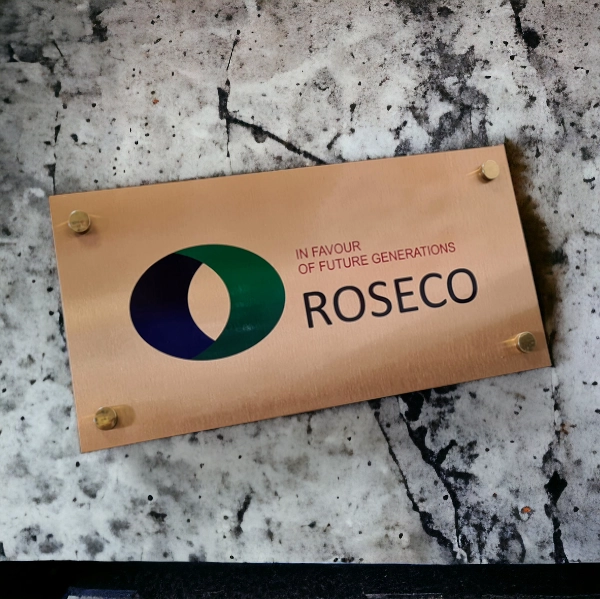 IN FAVOUR
OF FUTURE GENERATIONS
ROSECO